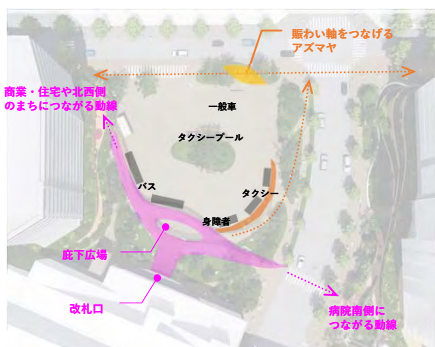 賑わい軸をつなげる
アズマヤ
商業・住宅や北西側
のまちにつながる動線
一般車
タクシープール
バス
タクシー
身障者
庇下広場
改札口
病院南側に
つながる動線